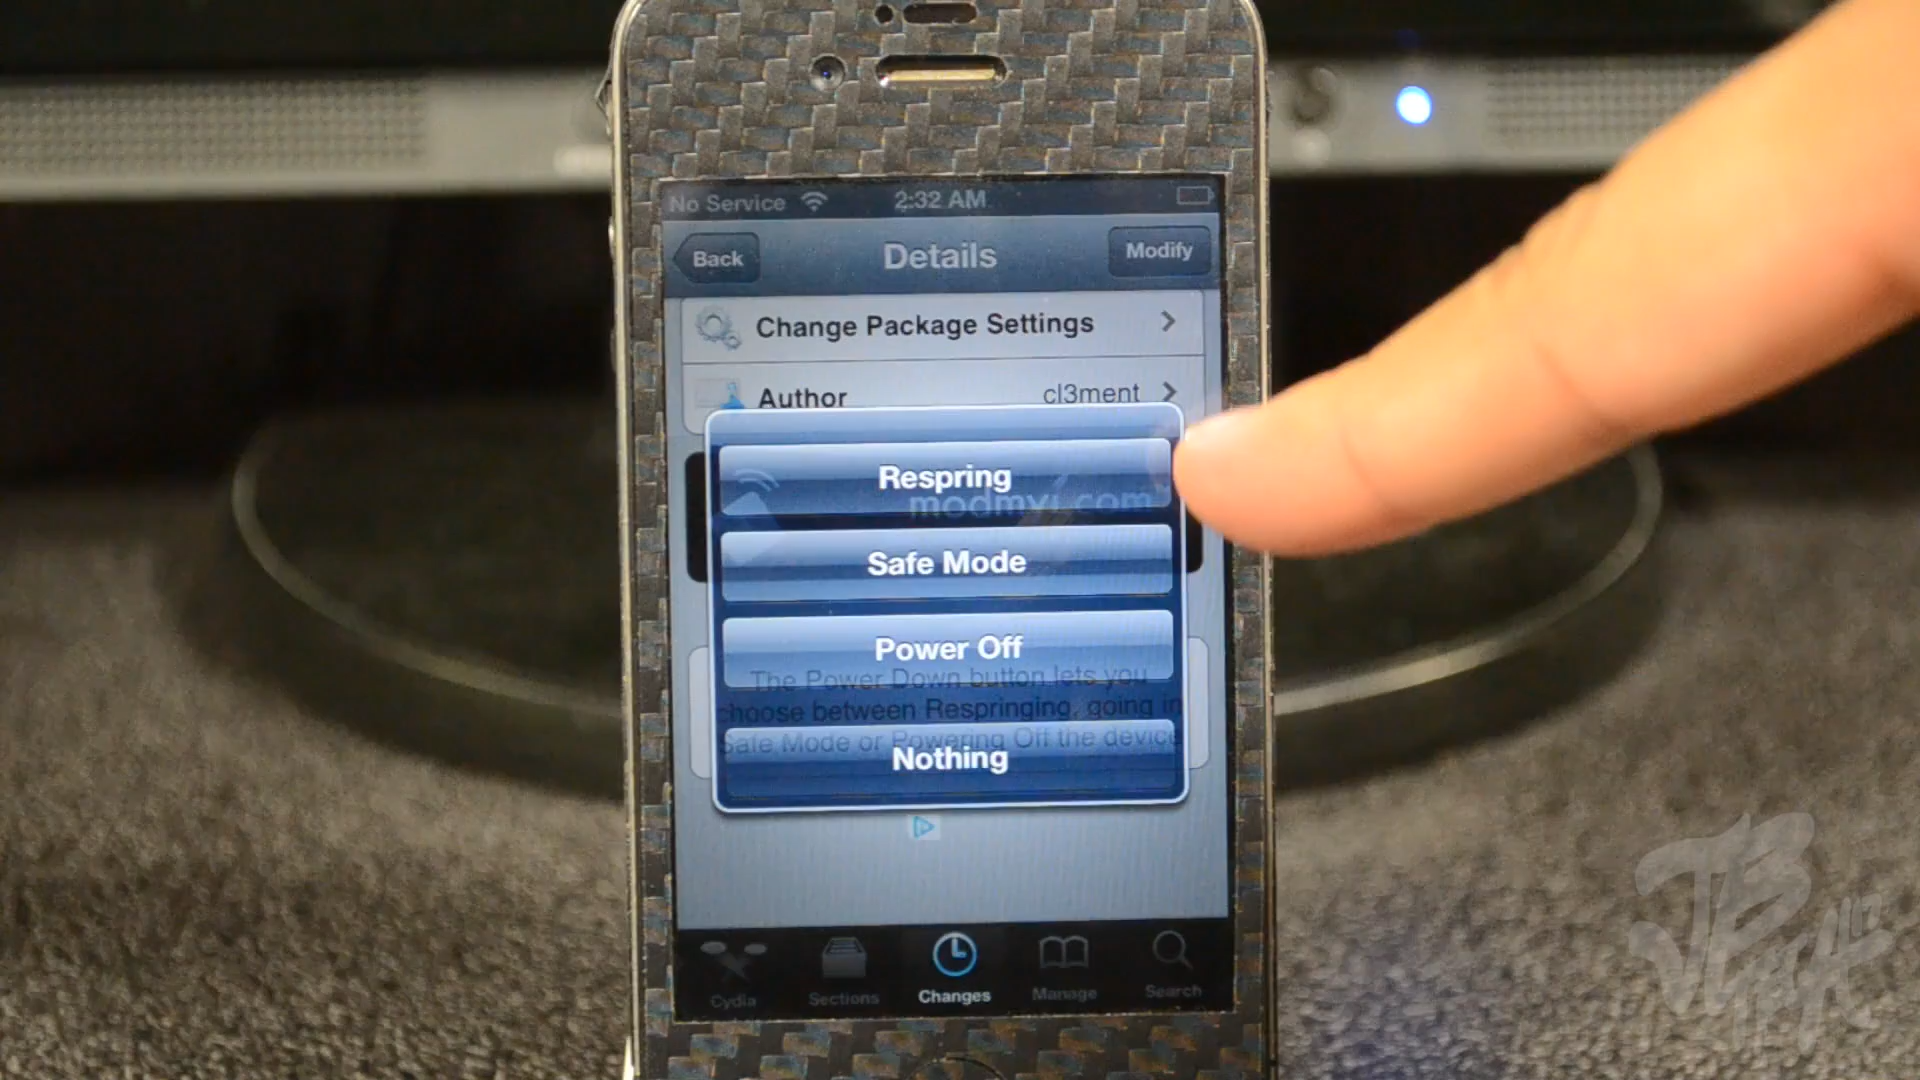 No Service 2:32 AM
Back Details Modify
Change Package Settings
Author cl3ment
Respring
modmyi.com
Safe Mode
Power Off
The Power Down button lets you
choose between Respringing, going in
Safe Mode or Powering Off the device
Nothing
Cydia Sections Changes Manage Search